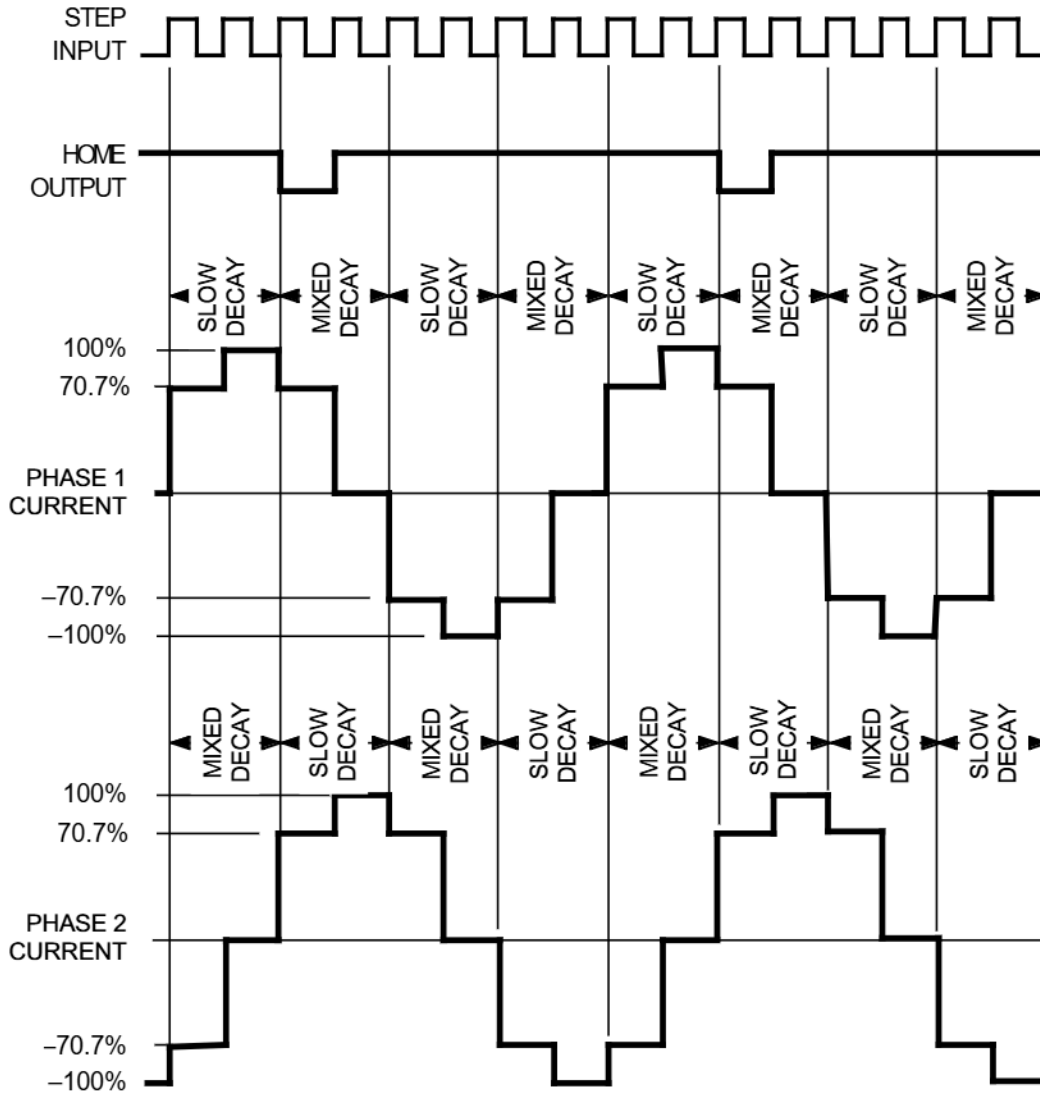 STEP
INPUT
HOME
OUTPUT
SLOW
DECAY
MIXED
DECAY
SLOW
DECAY
MIXED
DECAY
SLOW
DECAY
MIXED
DECAY
SLOW
DECAY
MIXED
DECAY
100%
70.7%
PHASE 1
CURRENT
–70.7%
–100%
MIXED
DECAY
SLOW
DECAY
MIXED
DECAY
SLOW
DECAY
MIXED
DECAY
SLOW
DECAY
MIXED
DECAY
SLOW
DECAY
100%
70.7%
PHASE 2
CURRENT
–70.7%
–100%